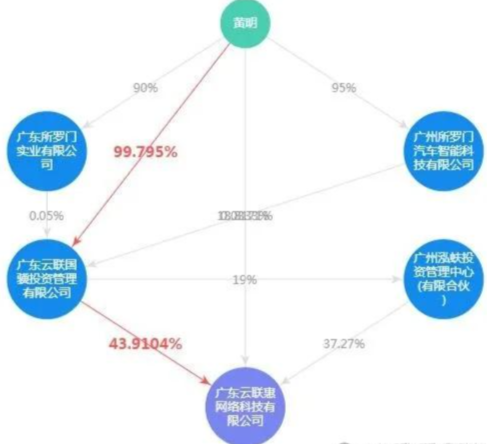 黄明
90%
95%
广东所罗门
实业有限公
司
99.795%
广州所罗门
汽车智能科
技有限公司
0.05%
广东云联国
骥投资管理
有限公司
19%
广州泓蚨投
资管理中心
(有限合伙
)
43.9104%
37.27%
广东云联惠
网络科技有
限公司